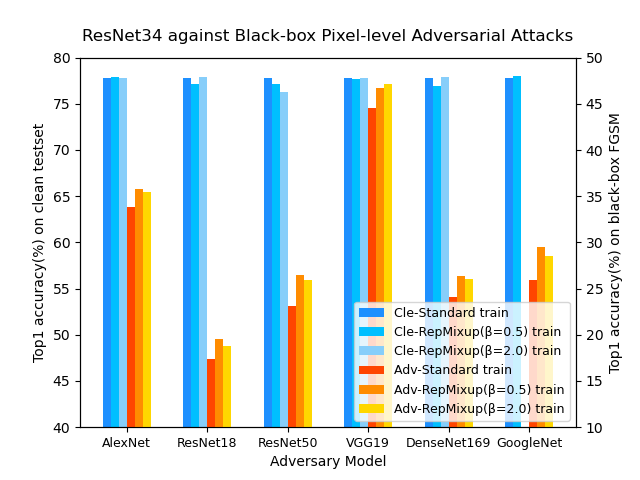 ResNet34 against Black-box Pixel-level Adversarial Attacks
Top1 accuracy(%) on clean testset
80
75
70
65
60
55
50
45
40
50
45
40
35
30
25
20
15
10
Top1 accuracy(%) on black-box FGSM
Cle-Standard train
Cle-RepMixup(β=0.5) train
Cle-RepMixup(β=2.0) train
Adv-Standard train
Adv-RepMixup(β=0.5) train
Adv-RepMixup(β=2.0) train
AlexNet ResNet18 ResNet50 VGG19 DenseNet169 GoogleNet
Adversary Model